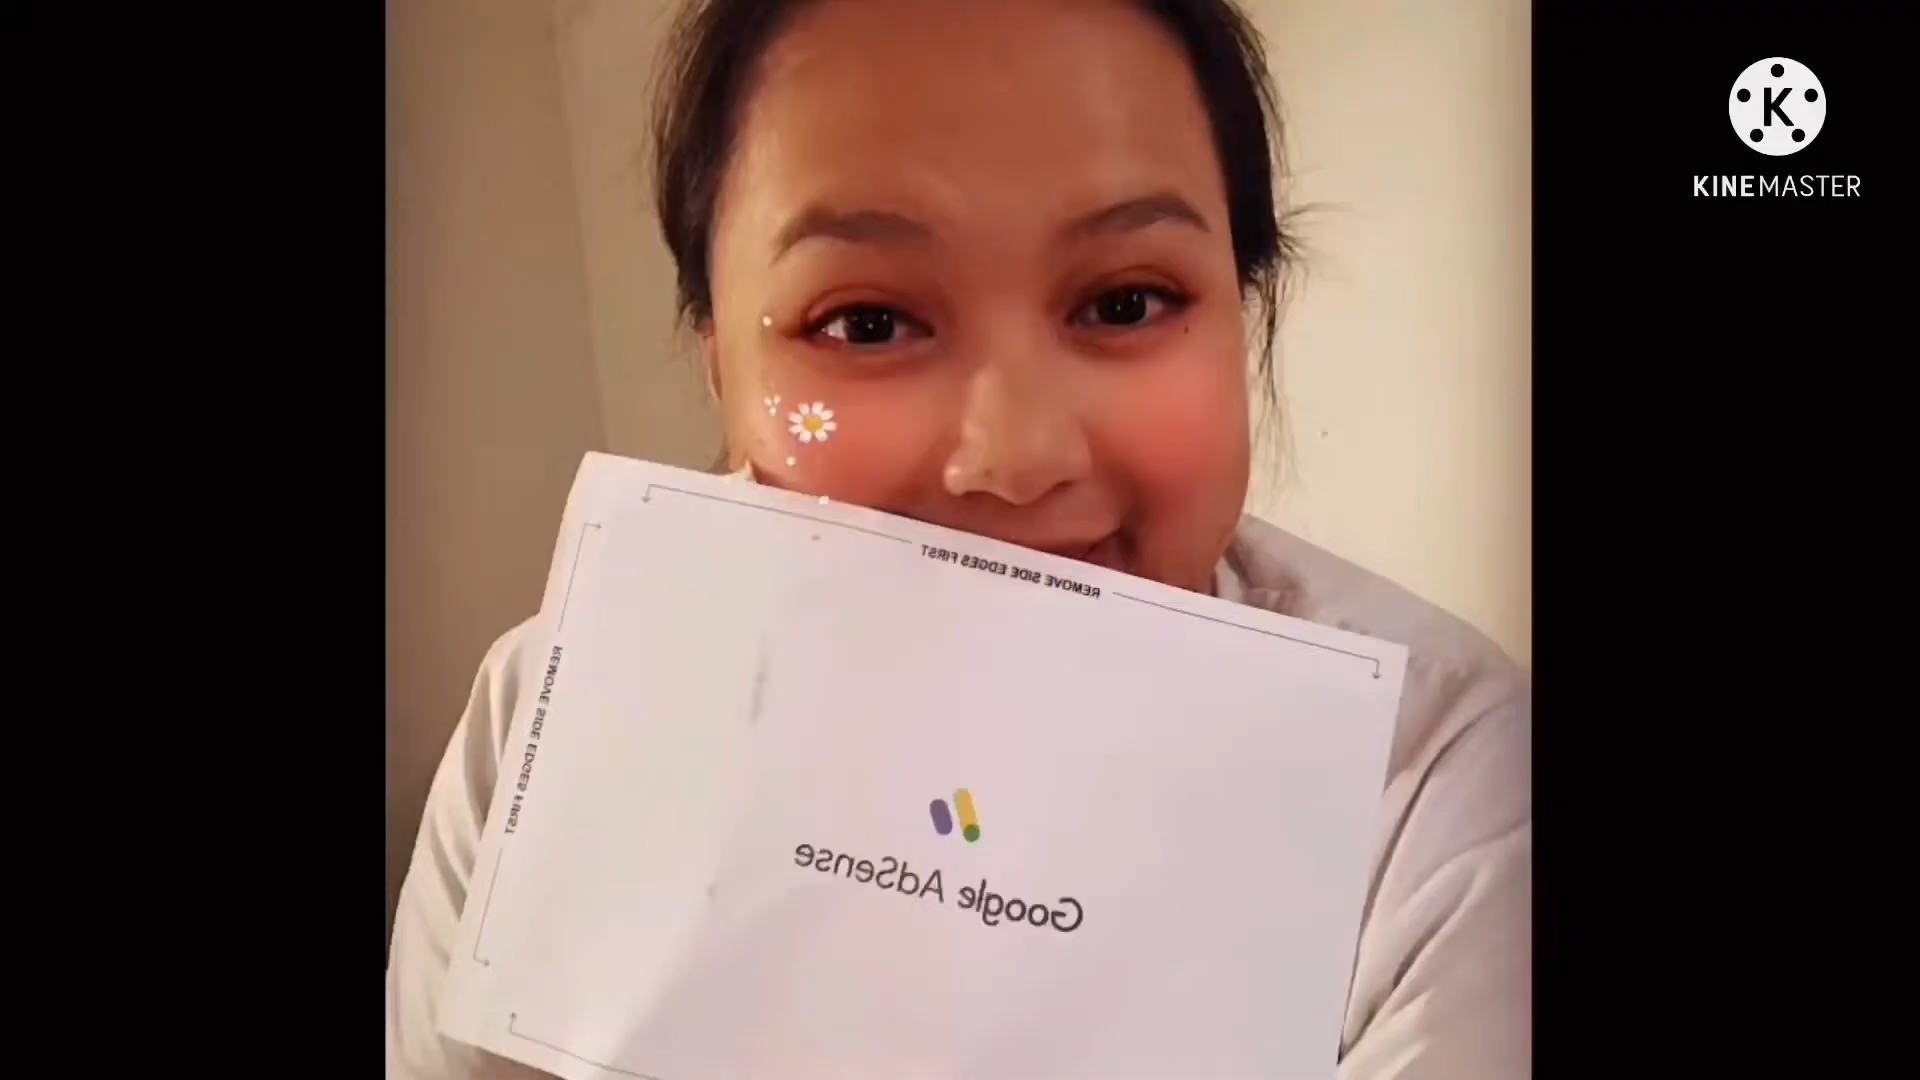 K
KINEMASTER
REMOVE SIDE EDGES FIRST
REMOVE SIDE EDGES FIRST
Google AdSense